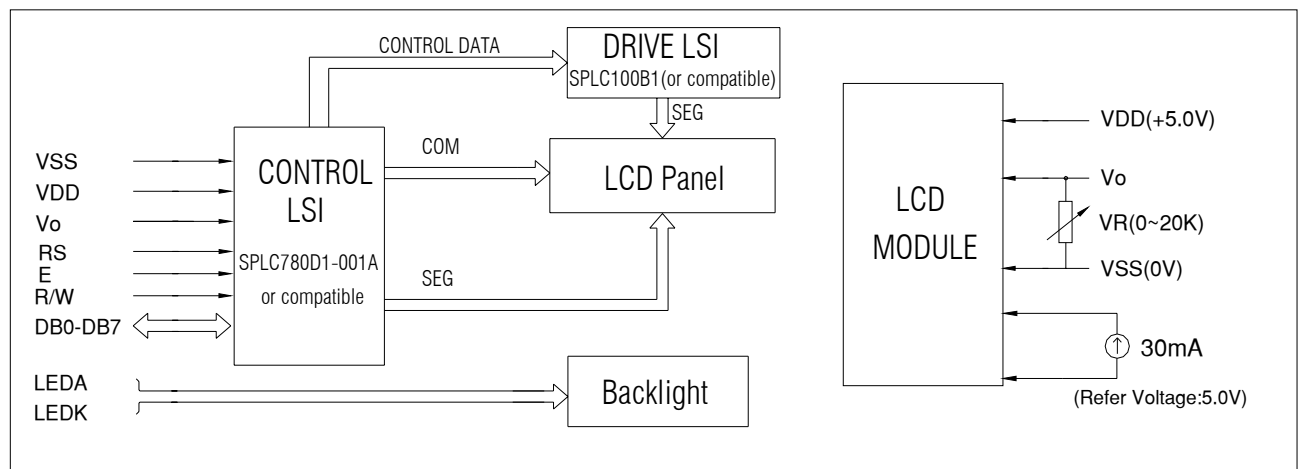 CONTROL DATA
DRIVE LSI
SPLC100B1(or compatible)
SEG
VSS
VDD
Vo
RS
E
R/W
DB0-DB7
CONTROL
LSI
SPLC780D1-001A
or compatible
COM
LCD Panel
SEG
LEDA
LEDK
Backlight
LCD
MODULE
VDD(+5.0V)
Vo
VR(0~20K)
VSS(0V)
30mA
(Refer Voltage:5.0V)